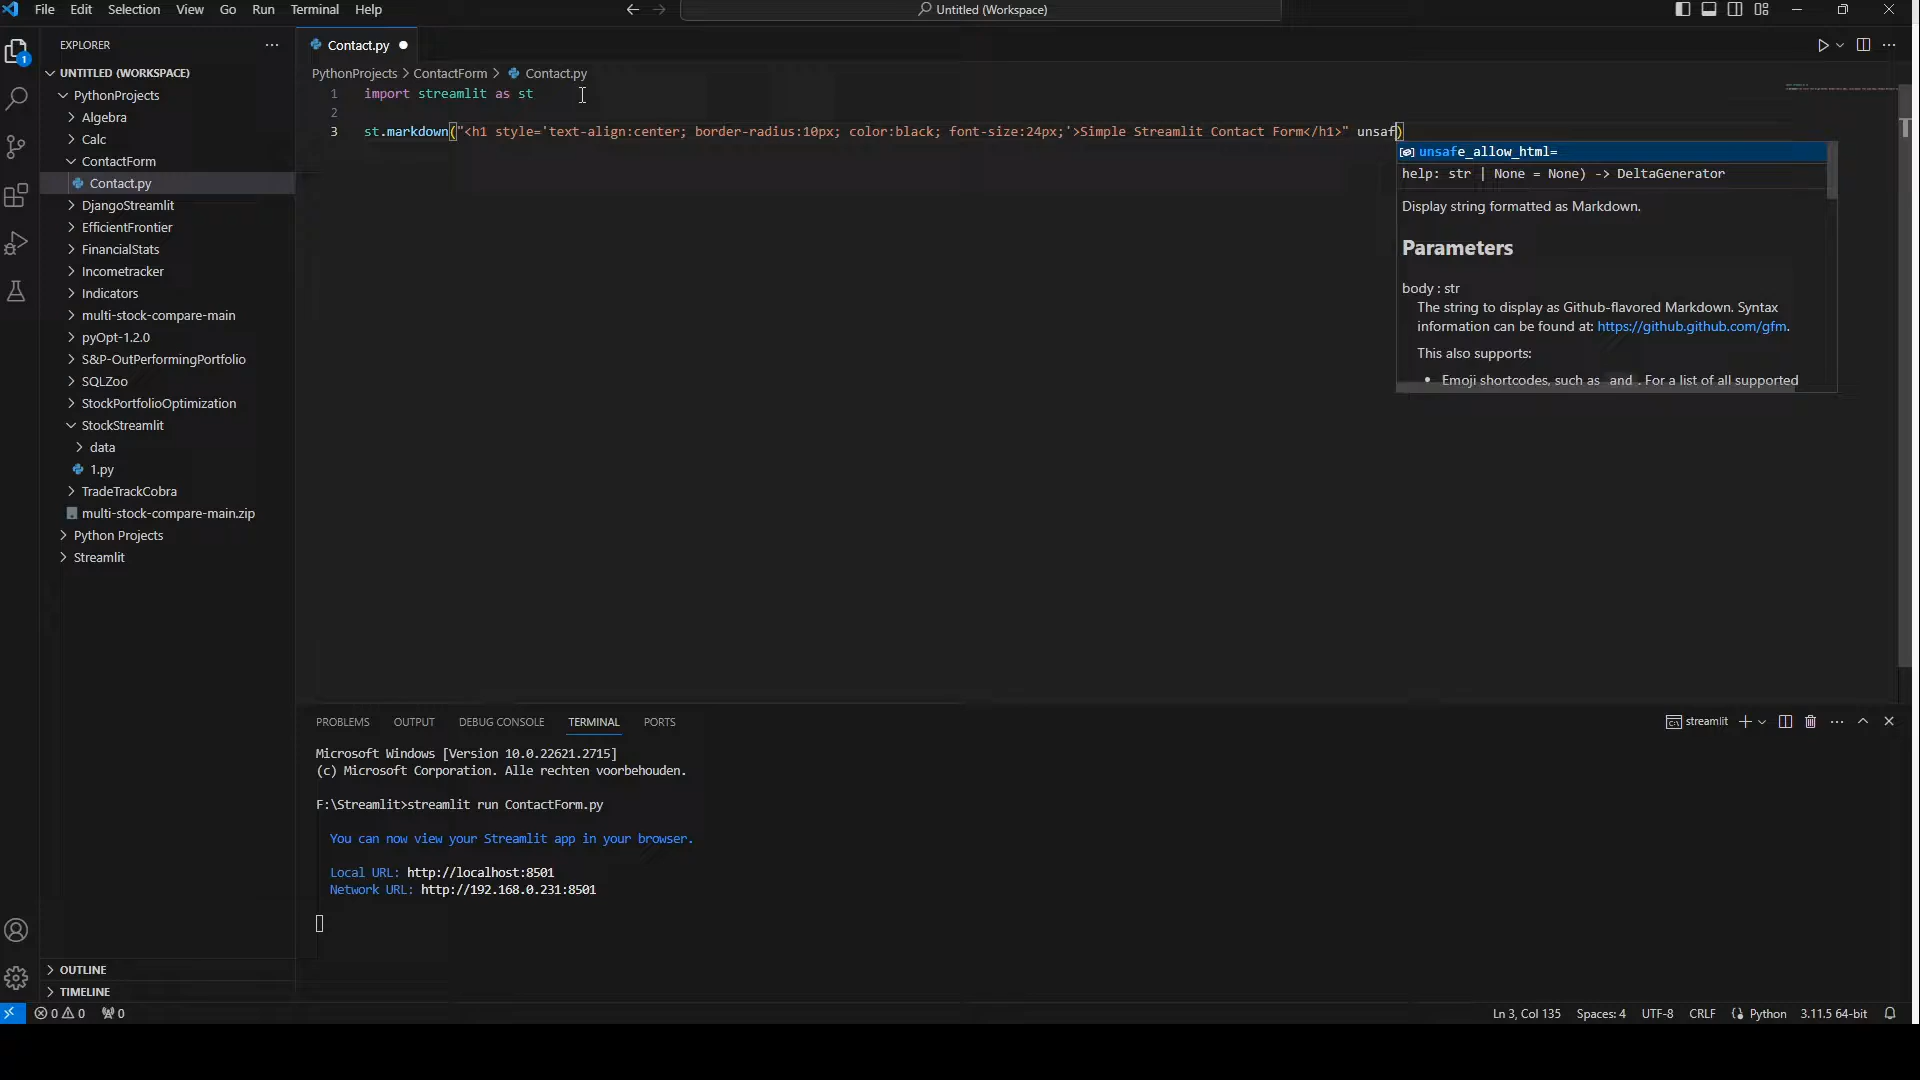 File Edit Selection View Go Run Terminal Help
Untitled (Workspace)
EXPLORER
UNTITLED (WORKSPACE)
PythonProjects
Algebra
Calc
ContactForm
Contact.py
DjangoStreamlit
EfficientFrontier
FinancialStats
Incometracker
Indicators
multi-stock-compare-main
pyOpt-1.2.0
S&P-OutPerformingPortfolio
SQLZoo
StockPortfolioOptimization
StockStreamlit
data
1.py
TradeTrackCobra
multi-stock-compare-main.zip
Python Projects
Streamlit
OUTLINE
TIMELINE
1
Contact.py
PythonProjects > ContactForm > Contact.py
1 import streamlit as st
2
3 st.markdown("<h1 style='text-align:center; border-radius:10px; color:black; font-size:24px;'>Simple Streamlit Contact Form</h1>" unsaf)
unsafe_allow_html=
help: str | None = None) -> DeltaGenerator
Display string formatted as Markdown.
Parameters
body : str
The string to display as Github-flavored Markdown. Syntax
information can be found at: https://github.github.com/gfm.
This also supports:
• Emoji shortcodes, such as and . For a list of all supported
PROBLEMS OUTPUT DEBUG CONSOLE TERMINAL PORTS
streamlit
Microsoft Windows [Version 10.0.22621.2715]
(c) Microsoft Corporation. Alle rechten voorbehouden.
F:\Streamlit>streamlit run ContactForm.py
You can now view your Streamlit app in your browser.
Local URL: http://localhost:8501
Network URL: http://192.168.0.231:8501
0 0 0
Ln 3, Col 135 Spaces: 4 UTF-8 CRLF Python 3.11.5 64-bit